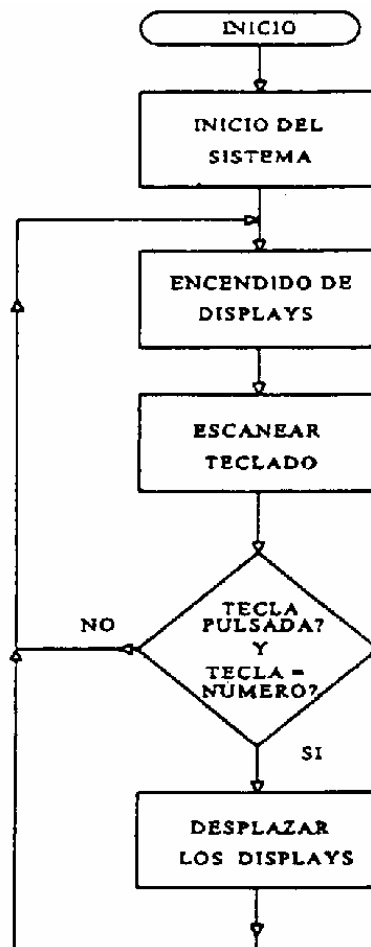 INICIO
INICIO DEL
SISTEMA
ENCENDIDO DE
DISPLAYS
ESCANEAR
TECLADO
TECLA
PULSADA?
Y
TECLA =
NUMERO?
NO
SI
DESPLAZAR
LOS DISPLAYS